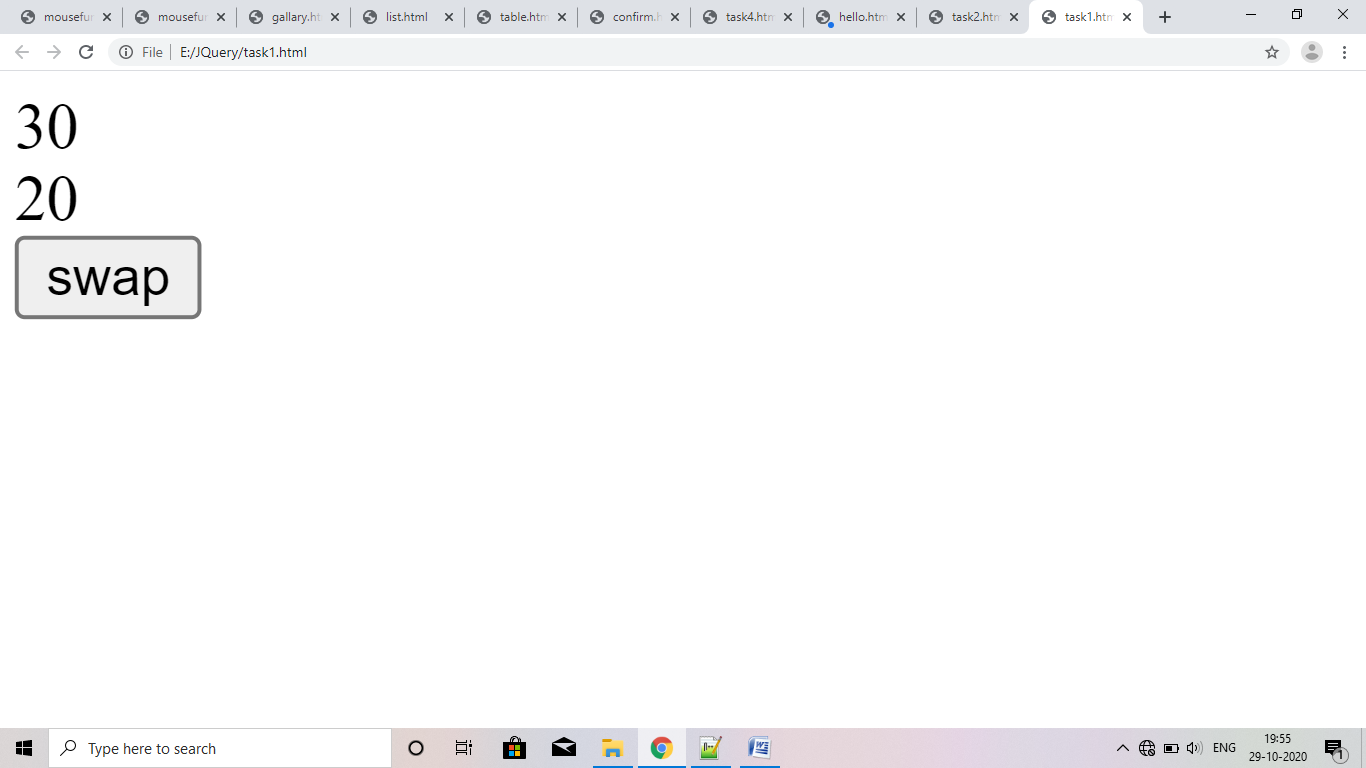 mousefu
mousefu
gallary.ht
list.html
table.htm
confirm.h
task4.htm
hello.htm
task2.htm
task1.htm
File E:/JQuery/task1.html
30
20
swap
Type here to search
ENG
19:55
29-10-2020
1